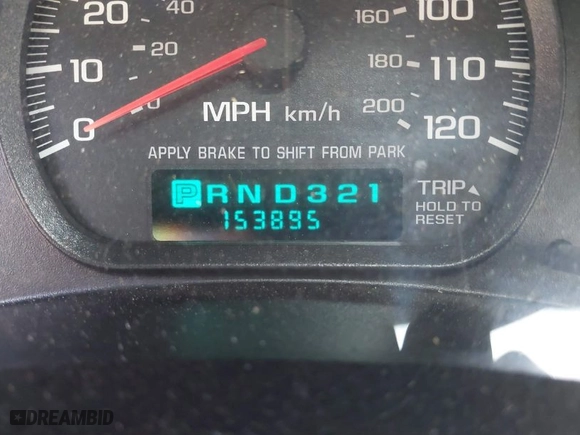 20 40 160 100
10 20 180 110
0 0 200 120
MPH km/h
APPLY BRAKE TO SHIFT FROM PARK
PRND321
153895
TRIP
HOLD TO
RESET
DREAMBID